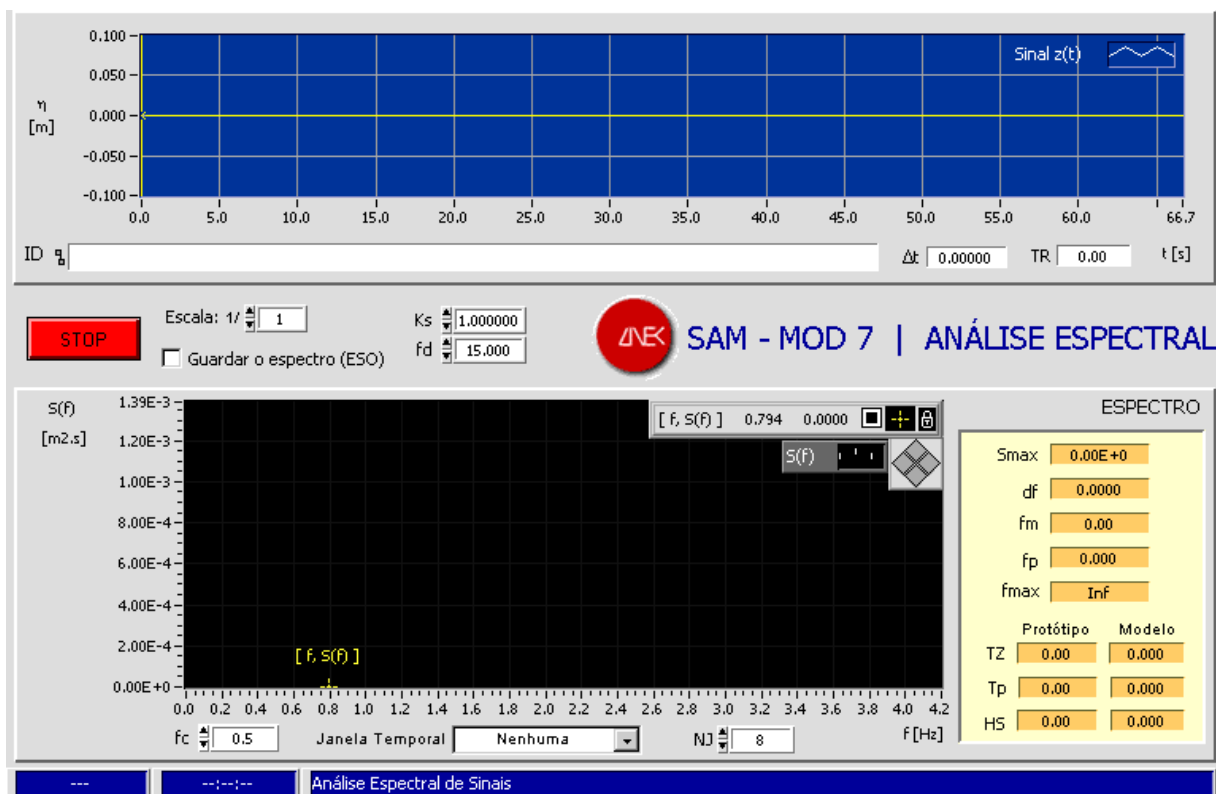 0.100
Sinal z(t)
0.050
η
[m]
0.000
-0.050
-0.100
0.0 5.0 10.0 15.0 20.0 25.0 30.0 35.0 40.0 45.0 50.0 55.0 60.0 66.7
ID
Δt 0.00000 TR 0.00 t [s]
STOP
Escala: 1/ 1
Guardar o espectro (ESO)
Ks 1.000000
fd 15.000
SAM - MOD 7 | ANÁLISE ESPECTRAL
S(f)
[m2.s]
1.39E-3
1.20E-3
1.00E-3
8.00E-4
6.00E-4
4.00E-4
2.00E-4
0.00E+0
[ f, S(f) ] 0.794 0.0000
S(f)
[ f, S(f) ]
0.0 0.2 0.4 0.6 0.8 1.0 1.2 1.4 1.6 1.8 2.0 2.2 2.4 2.6 2.8 3.0 3.2 3.4 3.6 3.8 4.0 4.2
fc 0.5 Janela Temporal Nenhuma NJ 8 f [Hz]
ESPECTRO
Smax 0.00E+0
df 0.0000
fm 0.00
fp 0.000
fmax Inf
Protótipo Modelo
TZ 0.00 0.000
Tp 0.00 0.000
HS 0.00 0.000
--- --:--:-- Análise Espectral de Sinais